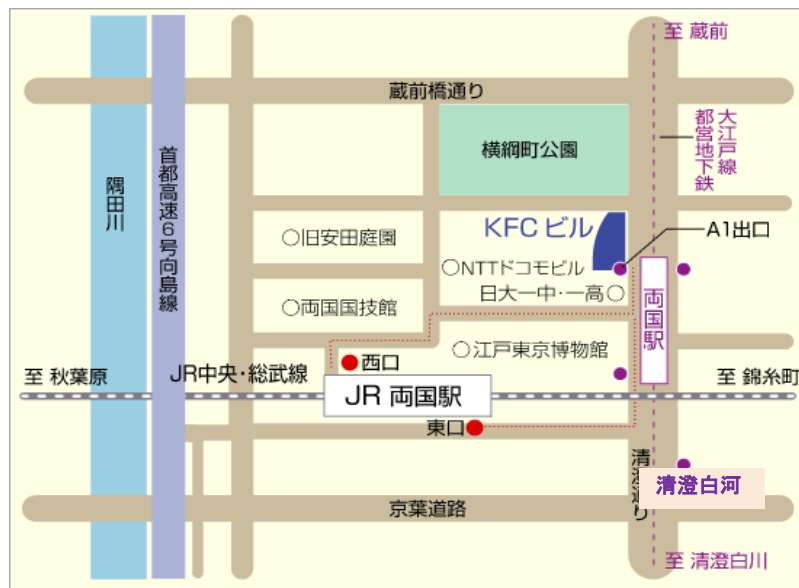 至 蔵前
蔵前橋通り
大江戸線
都営地下鉄
横綱町公園
首都高速6号向島線
隅田川
KFC ビル
A1出口
○旧安田庭園
○NTTドコモビル
日大一中・一高○
両国駅
○両国国技館
○江戸東京博物館
西口
至 秋葉原
JR中央・総武線
JR 両国駅
至 錦糸町
東口
清澄通り
清澄白河
京葉道路
至 清澄白川